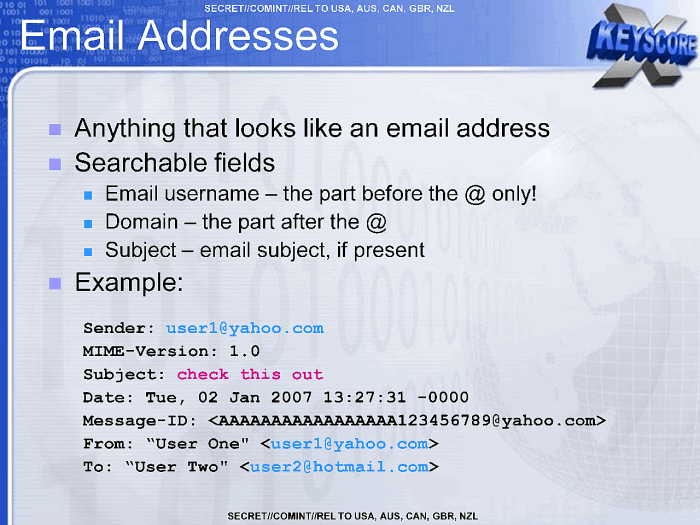 SECRET//COMINT//REL TO USA, AUS, CAN, GBR, NZL
Email Addresses
X KEYSCORE
Anything that looks like an email address
Searchable fields
Email username – the part before the @ only!
Domain – the part after the @
Subject – email subject, if present
Example:
Sender: user1@yahoo.com
MIME-Version: 1.0
Subject: check this out
Date: Tue, 02 Jan 2007 13:27:31 -0000
Message-ID: <AAAAAAAAAAAAAAAAA123456789@yahoo.com>
From: “User One" <user1@yahoo.com>
To: “User Two" <user2@hotmail.com>
SECRET//COMINT//REL TO USA, AUS, CAN, GBR, NZL